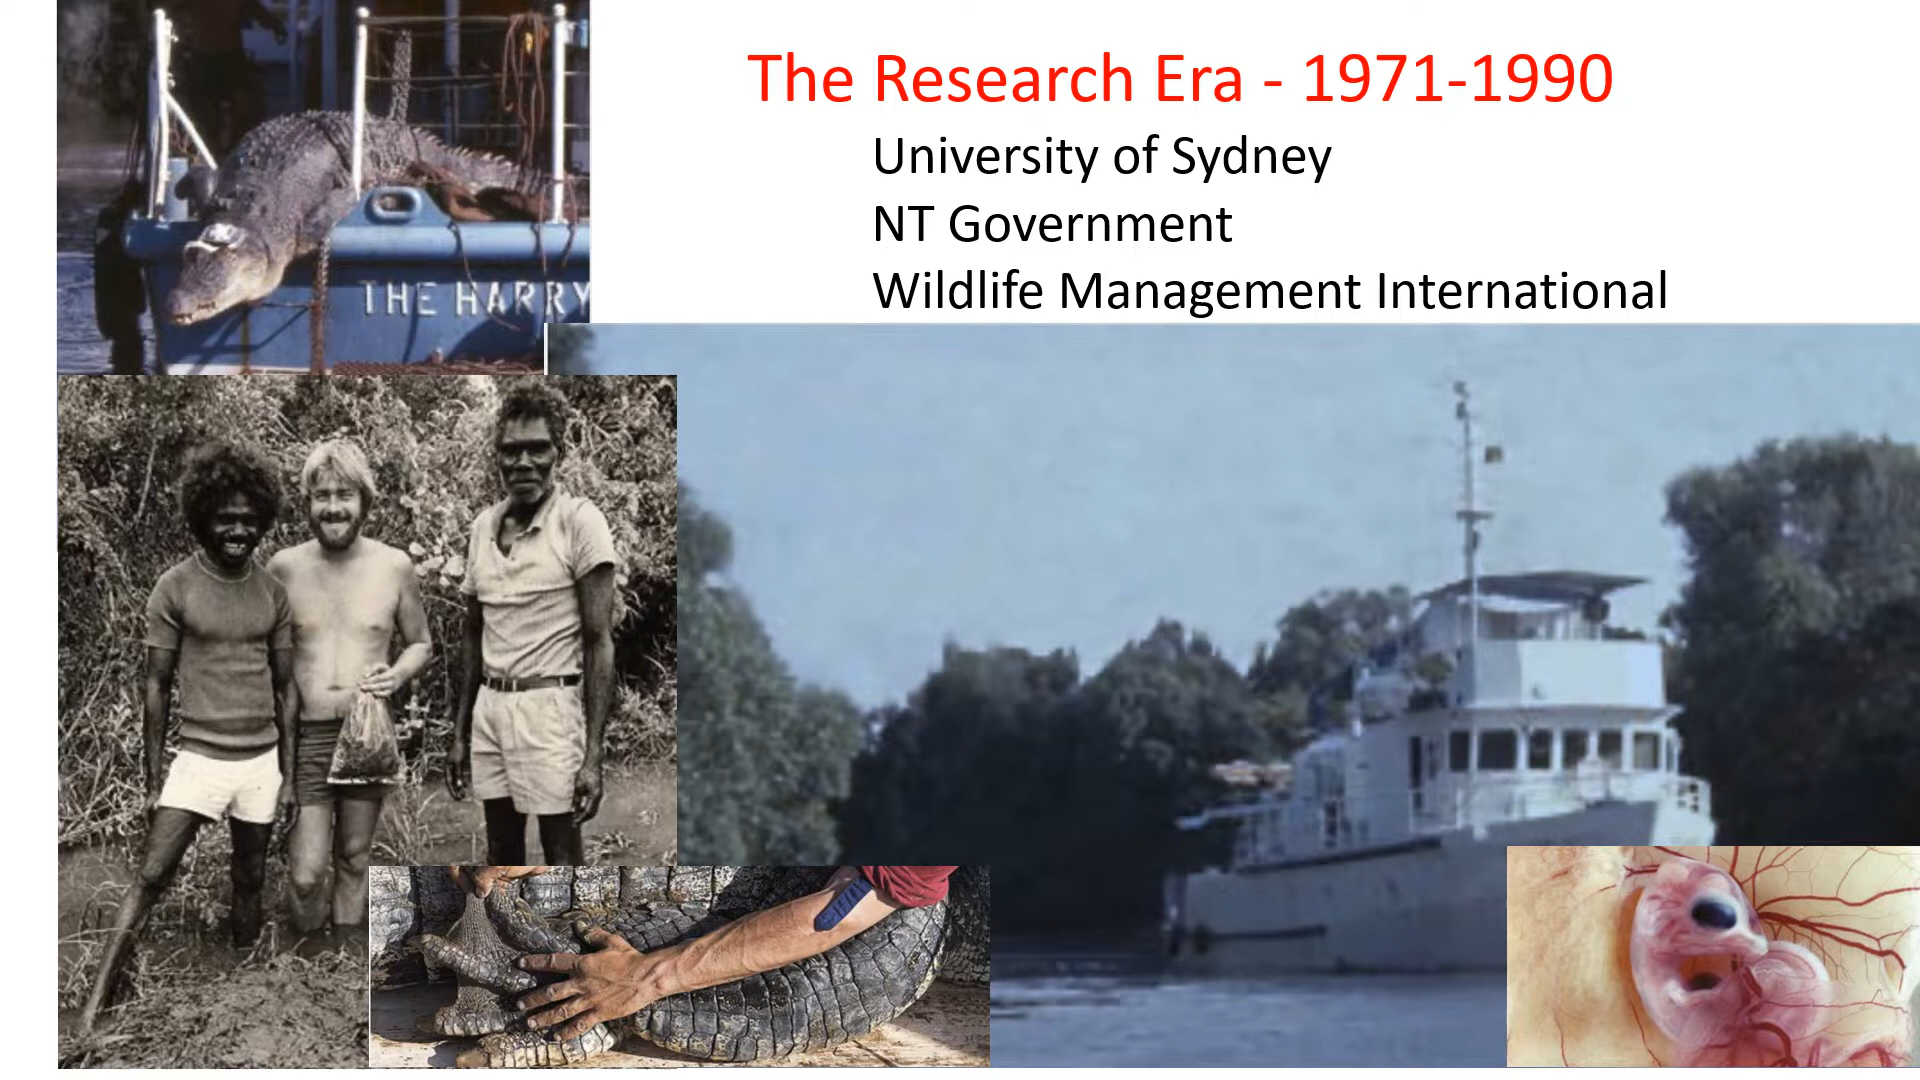 The Research Era - 1971-1990
University of Sydney
NT Government
Wildlife Management International
THE HARRY